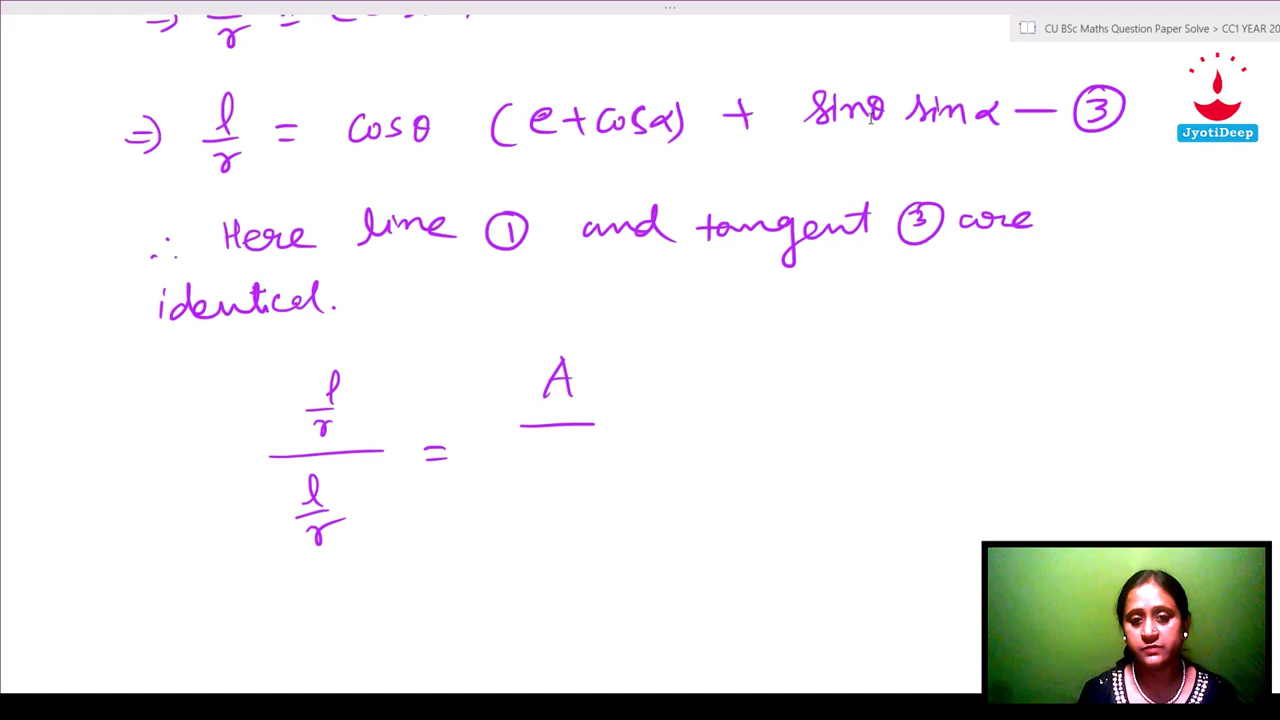 CU BSc Maths Question Paper Solve > CC1 YEAR 20
JyotiDeep
⇒ l/r = cosθ (e+cosα) + sinθ sinα — ③
∴ Here line ① and tangent ③ are
identical.
(l/r)/(l/r) = A/